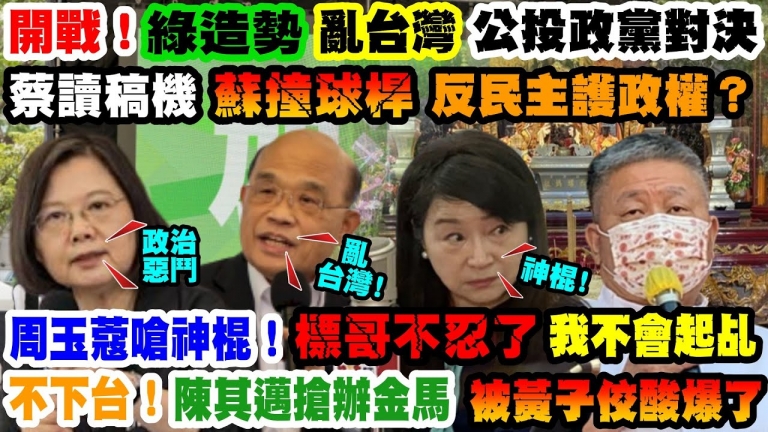 開戰！綠造勢 亂台灣 公投政黨對決
蔡讀稿機 蘇撞球桿 反民主護政權？
政治
惡鬥
亂
台灣！
神棍！
周玉蔻嗆神棍！標哥不忍了 我不會起乩
不下台！陳其邁搶辦金馬 被黃子佼酸爆了